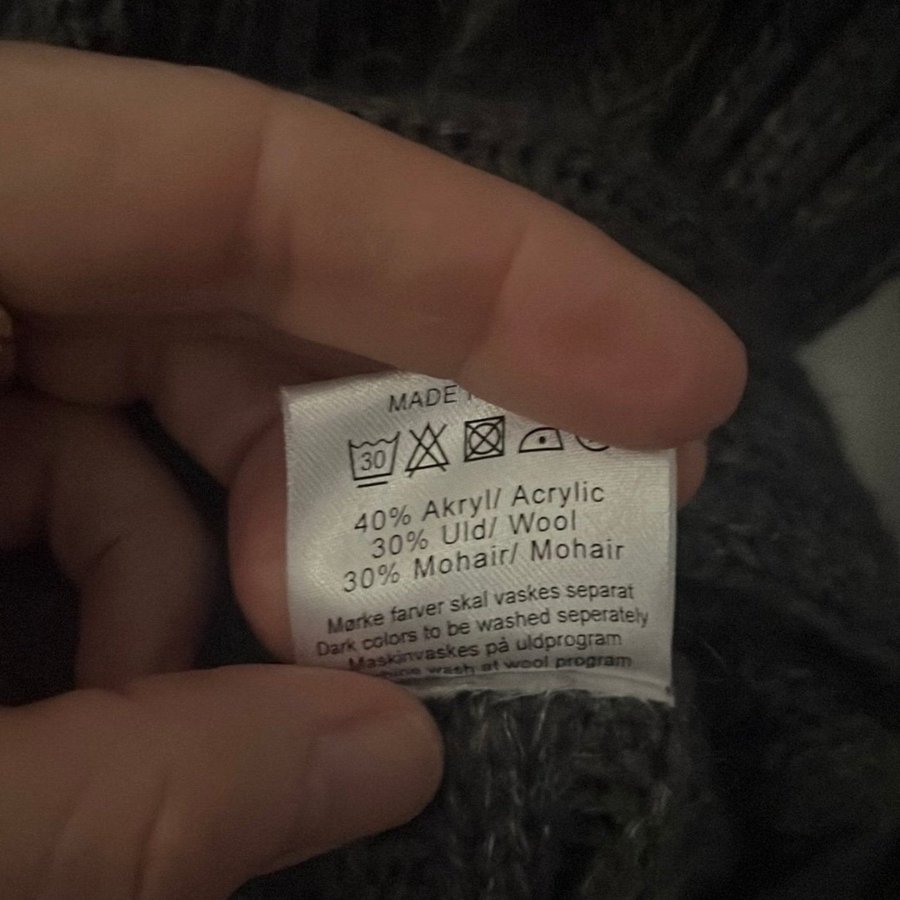 MADE
30
40% Akryl/ Acrylic
30% Uld/ Wool
30% Mohair/ Mohair
Mørke farver skal vaskes separat
Dark colors to be washed seperately
Maskinvaskes på uldprogram
wash at wool program